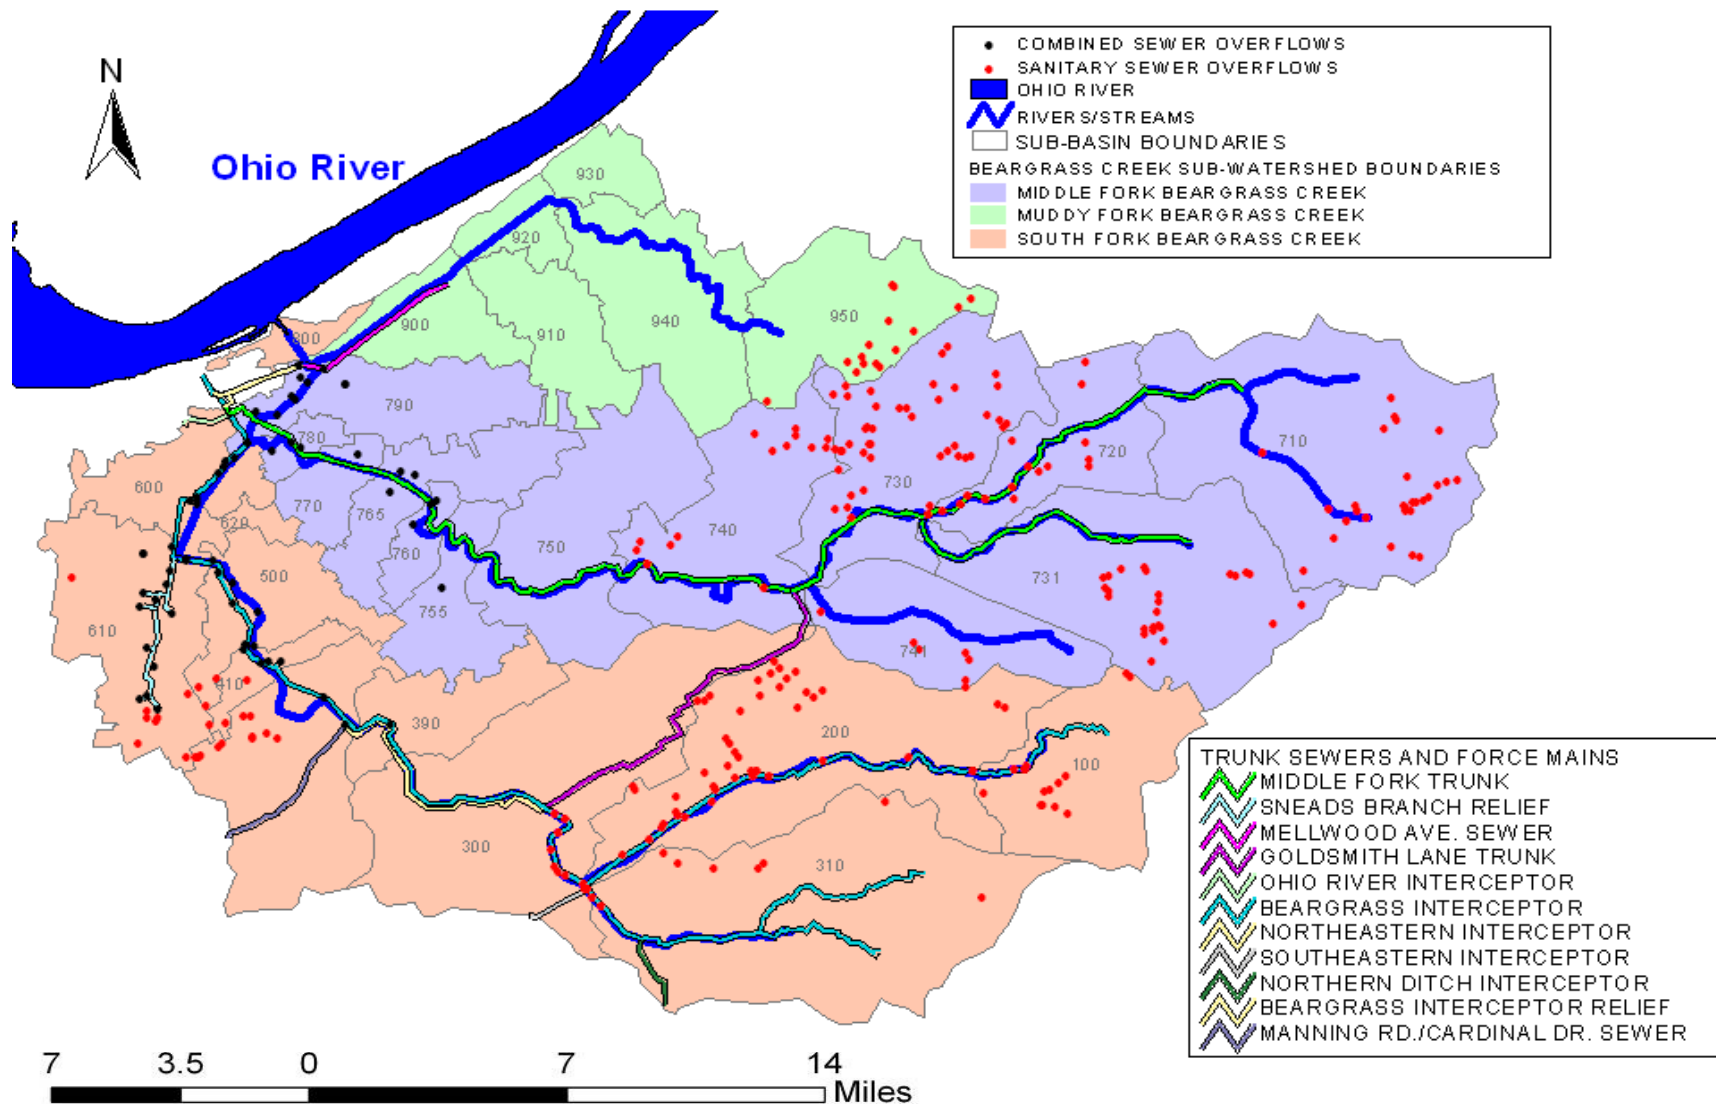 COMBINED SEWER OVERFLOWS
SANITARY SEWER OVERFLOWS
OHIO RIVER
RIVERS/STREAMS
SUB-BASIN BOUNDARIES
BEARGRASS CREEK SUB-WATERSHED BOUNDARIES
MIDDLE FORK BEARGRASS CREEK
MUDDY FORK BEARGRASS CREEK
SOUTH FORK BEARGRASS CREEK
N
Ohio River
930
920
900
910
940
950
800
790
780
770
765
760
755
750
740
730
720
710
731
741
600
620
610
500
410
390
200
100
300
310
TRUNK SEWERS AND FORCE MAINS
MIDDLE FORK TRUNK
SNEADS BRANCH RELIEF
MELLWOOD AVE. SEWER
GOLDSMITH LANE TRUNK
OHIO RIVER INTERCEPTOR
BEARGRASS INTERCEPTOR
NORTHEASTERN INTERCEPTOR
SOUTHEASTERN INTERCEPTOR
NORTHERN DITCH INTERCEPTOR
BEARGRASS INTERCEPTOR RELIEF
MANNING RD./CARDINAL DR. SEWER
7 3.5 0 7 14
Miles